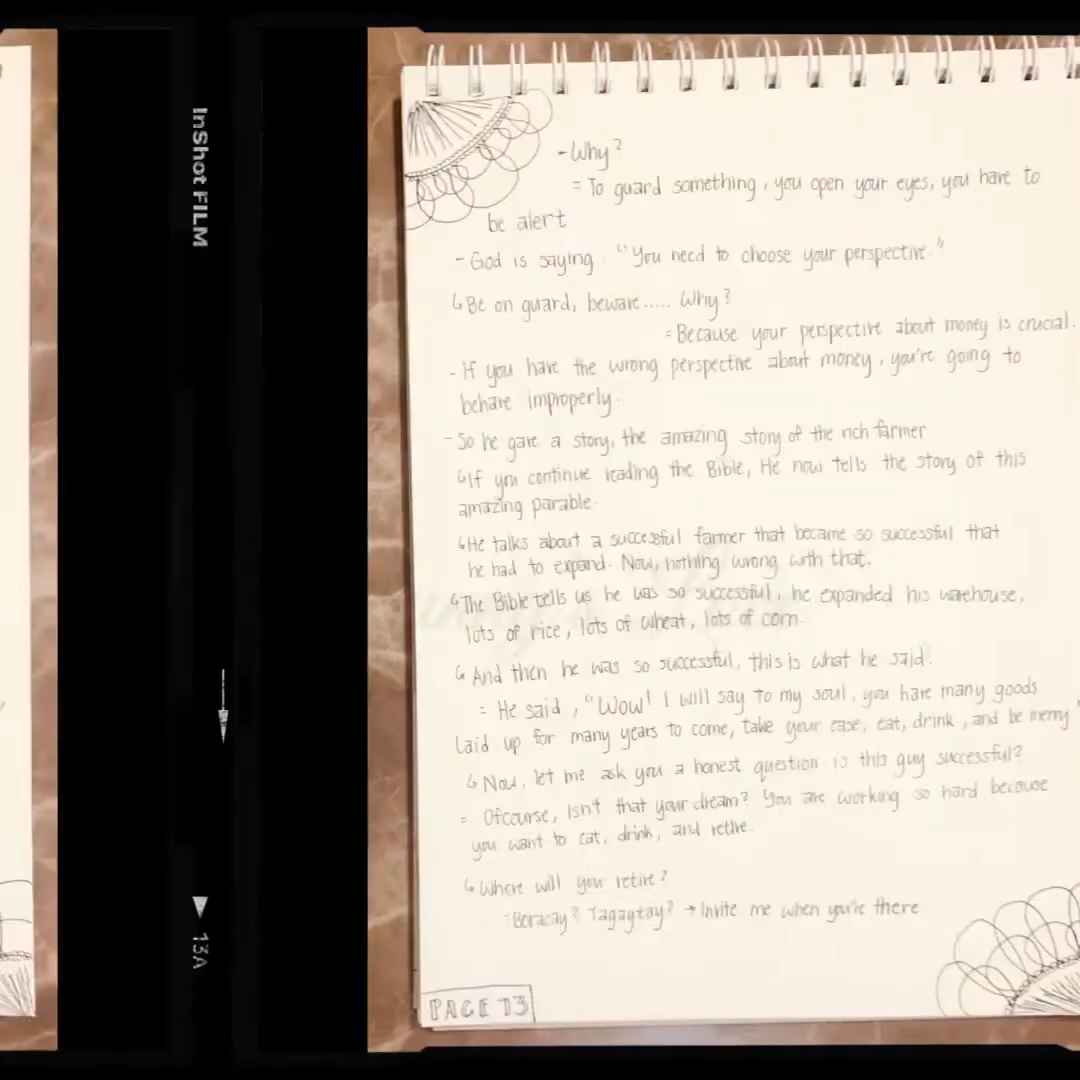 InShot FILM
13A
- Why?
= To guard something, you open your eyes, you have to
be alert
- God is saying, "You need to choose your perspective."
↳ Be on guard, beware..... Why?
= Because your perspective about money is crucial.
- If you have the wrong perspective about money, you're going to
behave improperly.
- So he gave a story, the amazing story of the rich farmer
↳ If you continue reading the Bible, He now tells the story of this
amazing parable.
↳ He talks about a successful farmer that became so successful that
he had to expand. Now, nothing wrong with that.
↳ The Bible tells us he was so successful, he expanded his warehouse,
lots of rice, lots of wheat, lots of corn.
↳ And then he was so successful, this is what he said.
= He said, "Wow! I will say to my soul, you have many goods
laid up for many years to come, take your ease, eat, drink, and be merry"
↳ Now, let me ask you a honest question is this guy successful?
= Ofcourse, isn't that your dream? You are working so hard because
you want to eat, drink, and retire.
↳ Where will you retire?
= Boracay? Tagaytay? → Invite me when you're there
PAGE 03